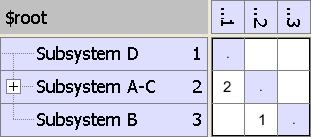 $root ..1 ..2 ..3
Subsystem D 1 .
Subsystem A-C 2 2 .
Subsystem B 3 1 .